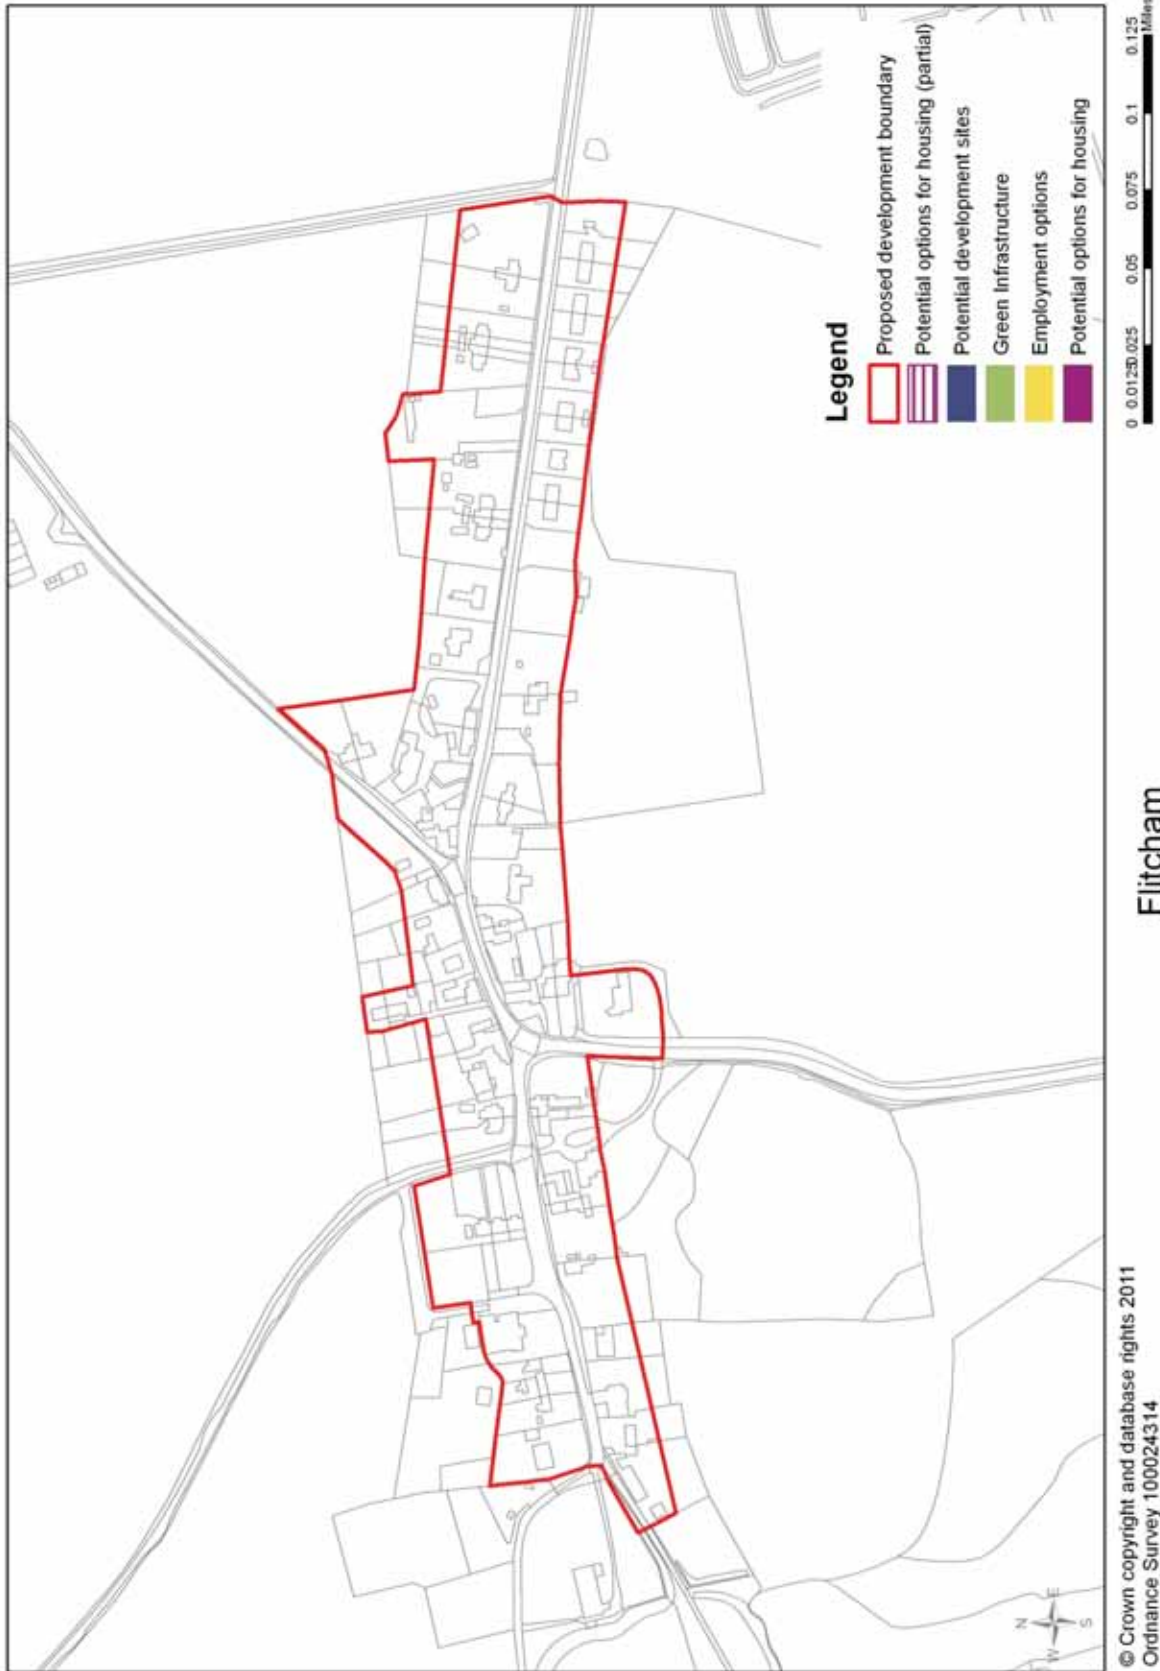 Legend
Proposed development boundary
Potential options for housing (partial)
Potential development sites
Green Infrastructure
Employment options
Potential options for housing
0 0.01250.025 0.05 0.075 0.1 0.125
Miles
N
W E
S
© Crown copyright and database rights 2011
Ordnance Survey 100024314
Flitcham